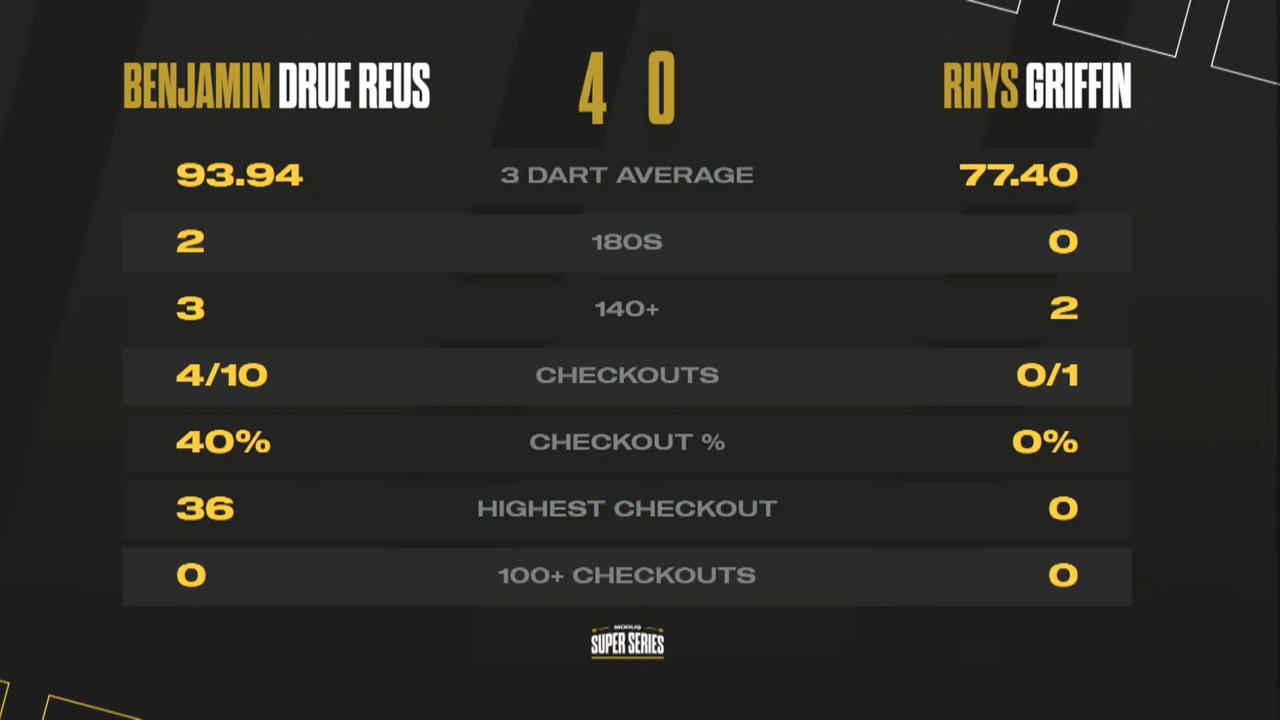 BENJAMIN DRUE REUS 4 0 RHYS GRIFFIN
93.94 3 DART AVERAGE 77.40
2 180S 0
3 140+ 2
4/10 CHECKOUTS 0/1
40% CHECKOUT % 0%
36 HIGHEST CHECKOUT 0
0 100+ CHECKOUTS 0
MODUS
SUPER SERIES